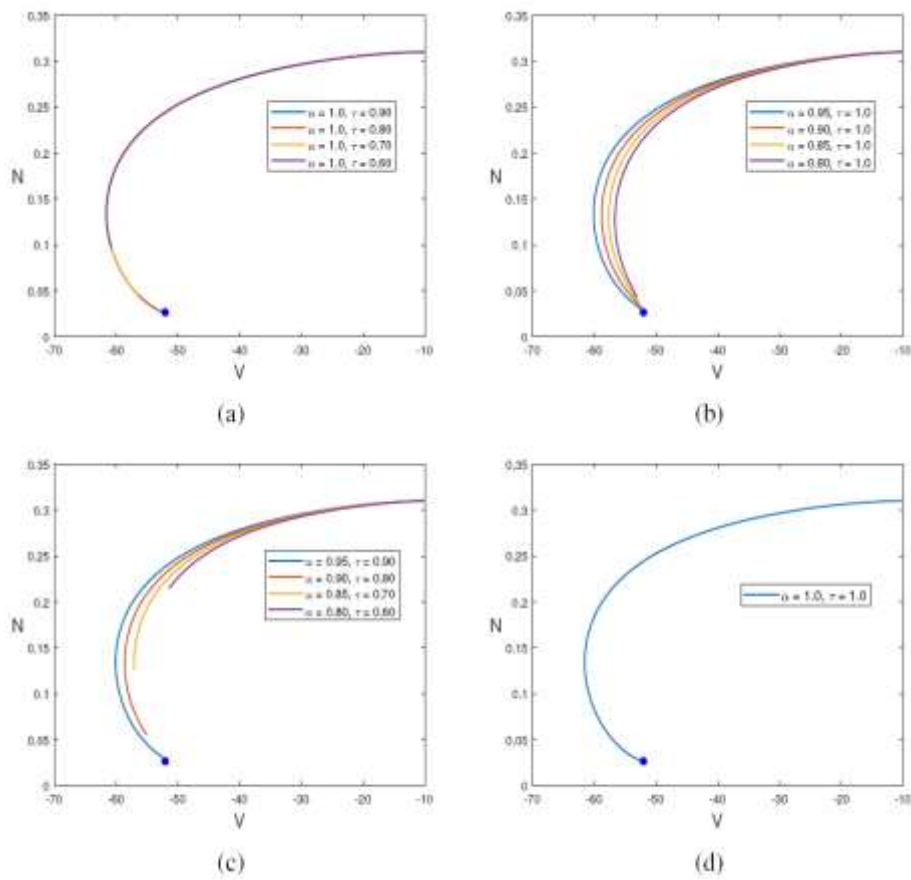 0.35
0.3
0.25
0.2
N
0.15
0.1
0.05
0
-70 -60 -50 -40 -30 -20 -10
V
α = 1.0, τ = 0.90
α = 1.0, τ = 0.80
α = 1.0, τ = 0.70
α = 1.0, τ = 0.60
(a)
0.35
0.3
0.25
0.2
N
0.15
0.1
0.05
0
-70 -60 -50 -40 -30 -20 -10
V
α = 0.95, τ = 1.0
α = 0.90, τ = 1.0
α = 0.85, τ = 1.0
α = 0.80, τ = 1.0
(b)
0.35
0.3
0.25
0.2
N
0.15
0.1
0.05
0
-70 -60 -50 -40 -30 -20 -10
V
α = 0.95, τ = 0.90
α = 0.90, τ = 0.80
α = 0.85, τ = 0.70
α = 0.80, τ = 0.60
(c)
0.35
0.3
0.25
0.2
N
0.15
0.1
0.05
0
-70 -60 -50 -40 -30 -20 -10
V
α = 1.0, τ = 1.0
(d)